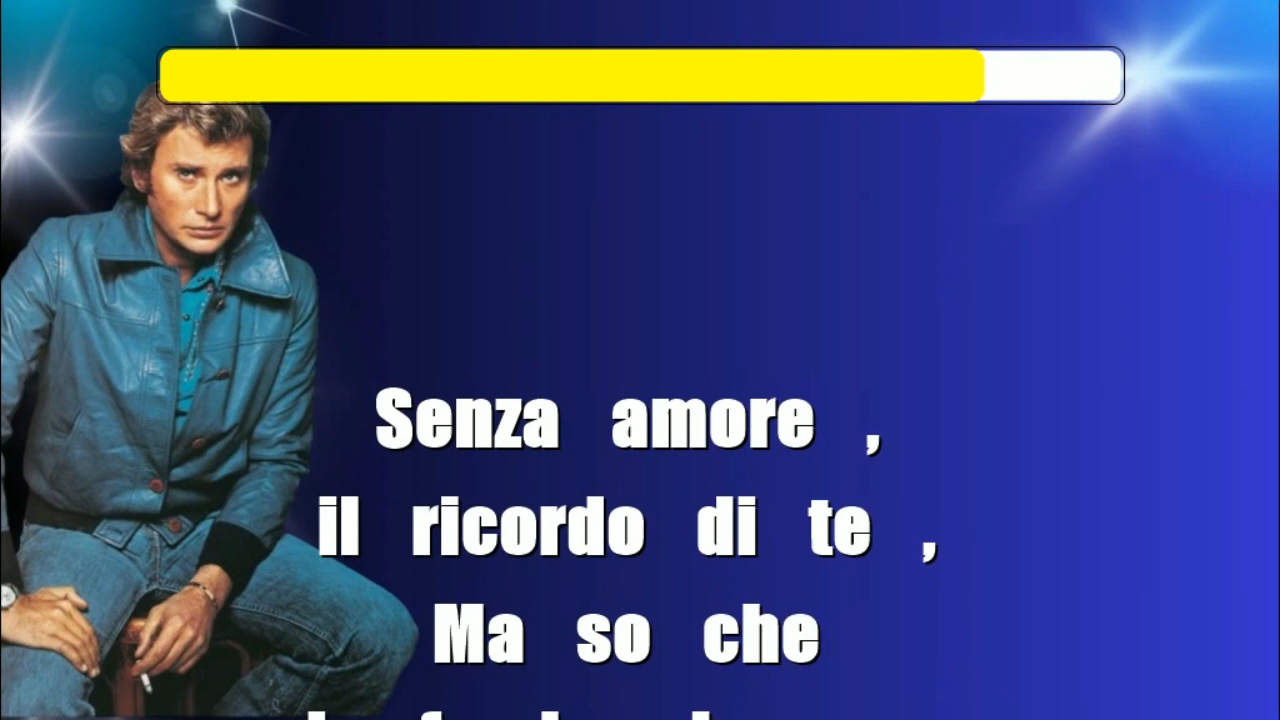 Senza amore ,
il ricordo di te ,
Ma so che